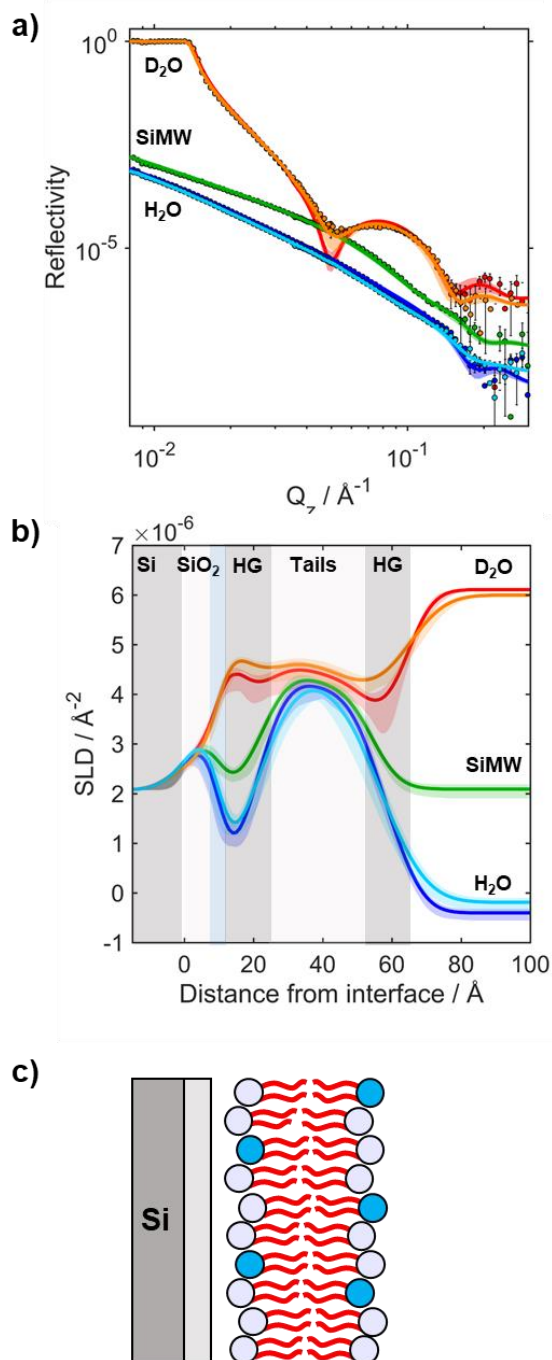 a)
10⁰
D₂O
SiMW
H₂O
10⁻⁵
Reflectivity
10⁻² 10⁻¹
Q_z / Å⁻¹
b)
×10⁻⁶
Si SiO₂ HG Tails HG
D₂O
SiMW
H₂O
7
6
5
4
3
2
1
0
-1
SLD / Å⁻²
0 20 40 60 80 100
Distance from interface / Å
c)
Si